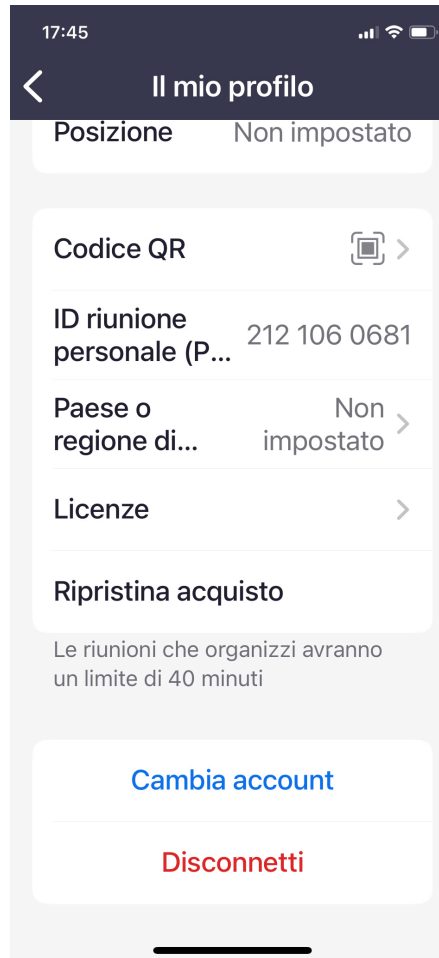 17:45
Il mio profilo
Posizione Non impostato
Codice QR
ID riunione
personale (P... 212 106 0681
Paese o Non
regione di... impostato
Licenze
Ripristina acquisto
Le riunioni che organizzi avranno
un limite di 40 minuti
Cambia account
Disconnetti